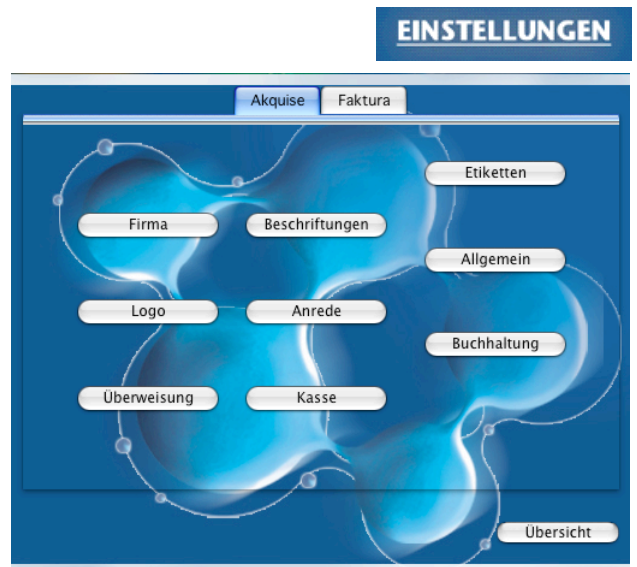 EINSTELLUNGEN
Akquise Faktura
Etiketten
Firma Beschriftungen
Allgemein
Logo Anrede
Buchhaltung
Überweisung Kasse
Übersicht